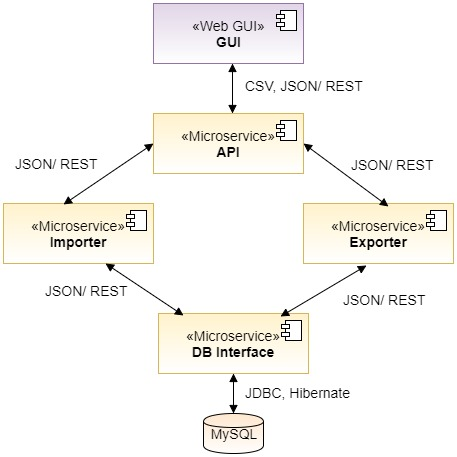 «Web GUI»
GUI
CSV, JSON/ REST
«Microservice»
API
JSON/ REST
JSON/ REST
«Microservice»
Importer
«Microservice»
Exporter
JSON/ REST
JSON/ REST
«Microservice»
DB Interface
JDBC, Hibernate
MySQL